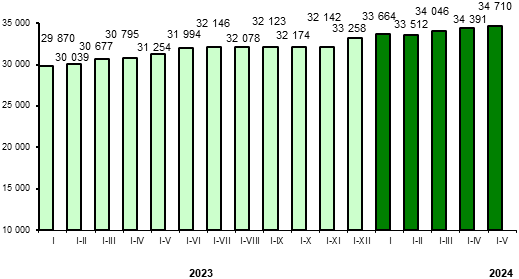 34 710
34 046
32 146 32 123 32 142 33 664 34 391
30 795 31 994 33 258 33 512
29 870 30 677 31 254 32 078 32 174
30 039
35 000
30 000
25 000
20 000
15 000
10 000
I I-II I-III I-IV I-V I-VI I-VII I-VIII I-IX I-X I-XI I-XII I I-II I-III I-IV I-V
2023 2024